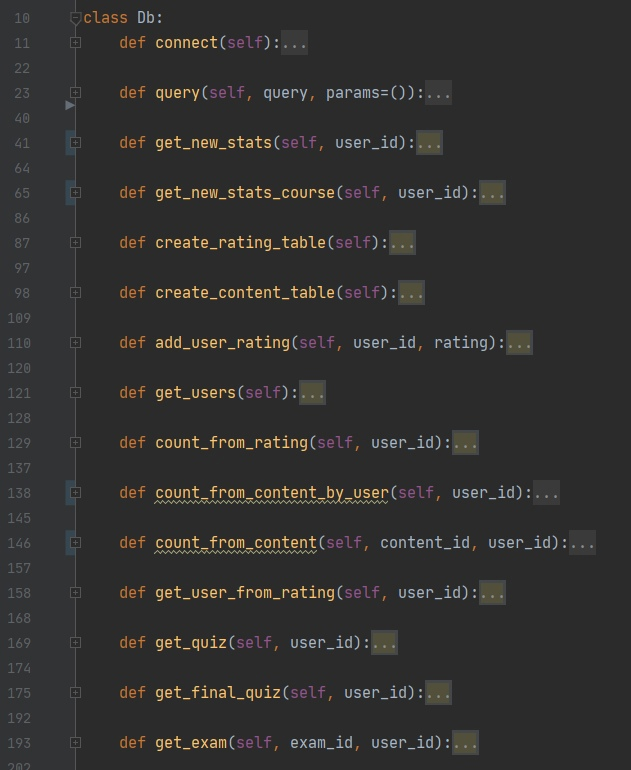 10 class Db:
11 def connect(self):...
22
23 def query(self, query, params=()):...
40
41 def get_new_stats(self, user_id):...
64
65 def get_new_stats_course(self, user_id):...
86
87 def create_rating_table(self):...
97
98 def create_content_table(self):...
109
110 def add_user_rating(self, user_id, rating):...
120
121 def get_users(self):...
128
129 def count_from_rating(self, user_id):...
137
138 def count_from_content_by_user(self, user_id):...
145
146 def count_from_content(self, content_id, user_id):...
157
158 def get_user_from_rating(self, user_id):...
168
169 def get_quiz(self, user_id):...
174
175 def get_final_quiz(self, user_id):...
192
193 def get_exam(self, exam_id, user_id):...
202